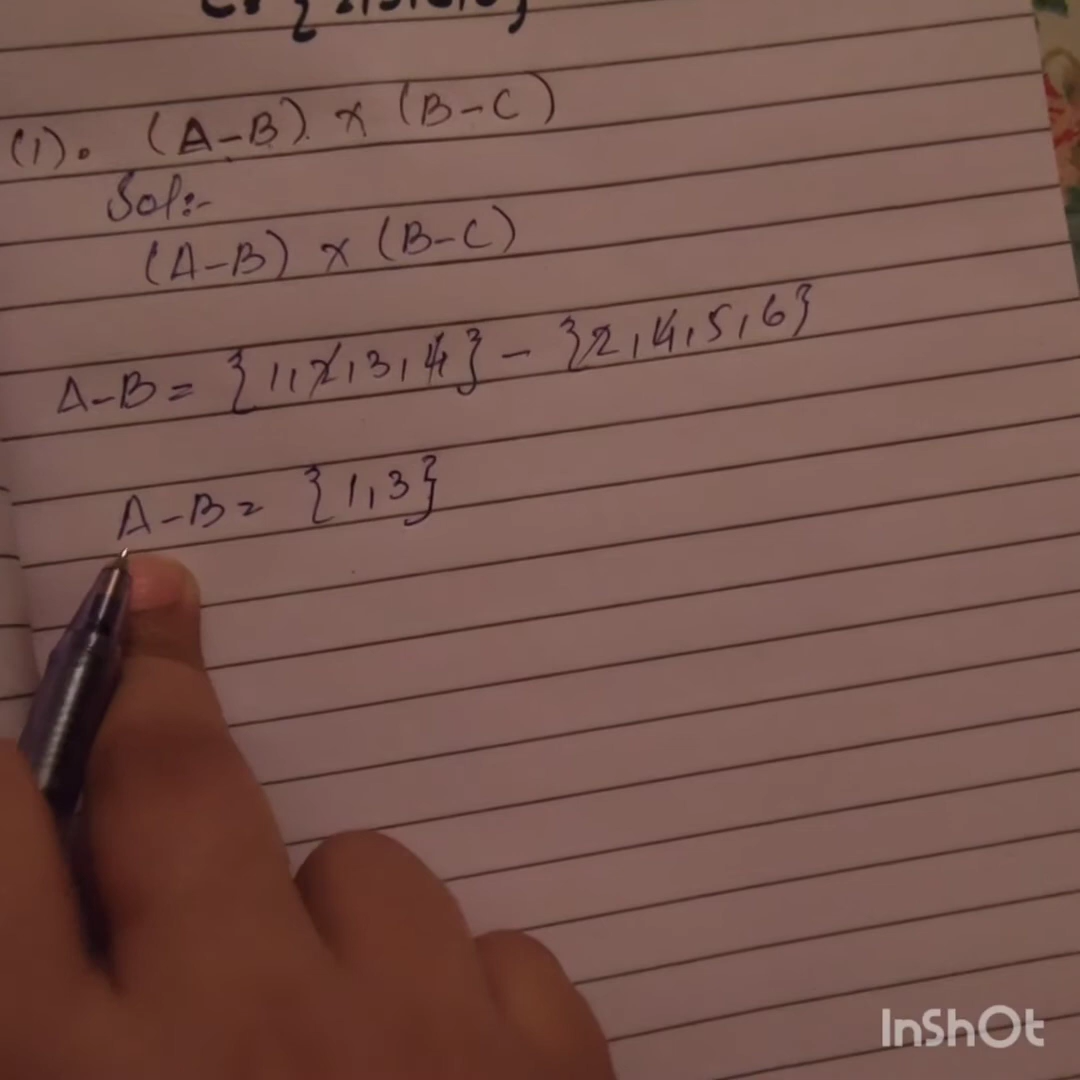 (1). (A-B) × (B-C)
Sol:-
(A-B) × (B-C)
A-B = {1,2,3,4} - {2,4,5,6}
A-B = {1,3}
InShOt